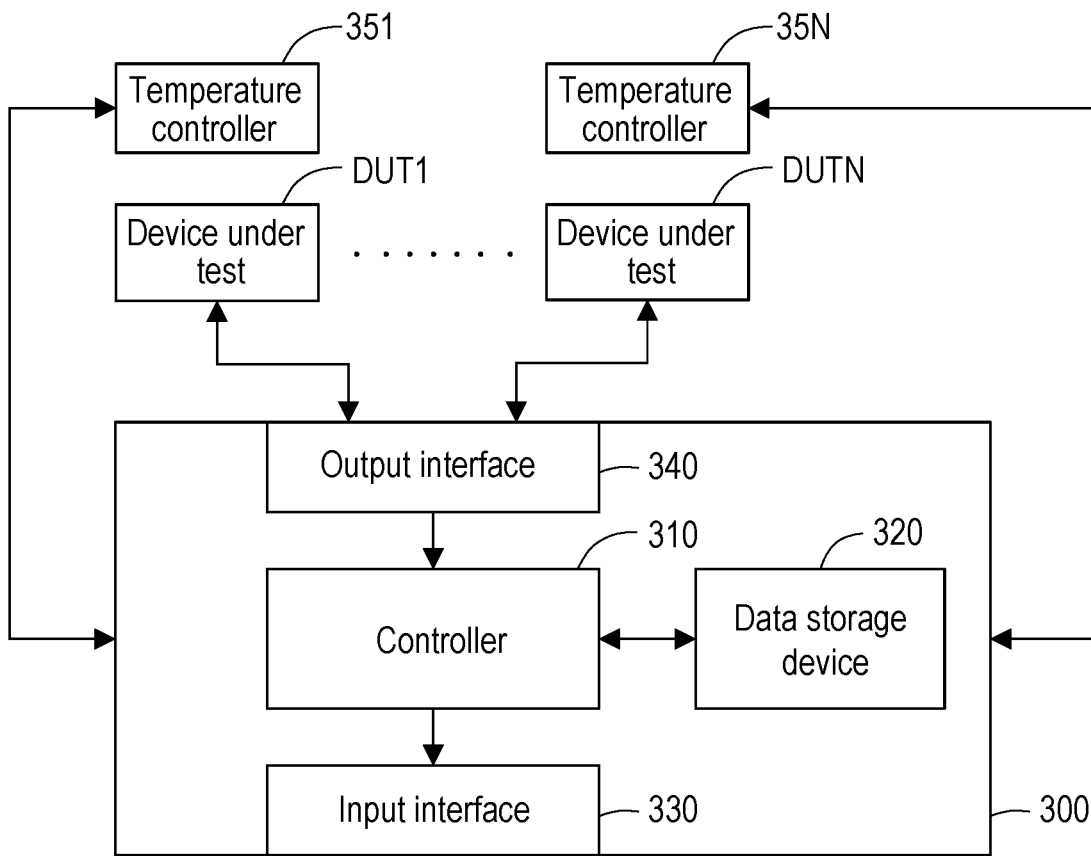 351
35N
Temperature
controller
Temperature
controller
DUT1
DUTN
Device under
test
. . . . . . .
Device under
test
Output interface
340
310
320
Controller
Data storage
device
Input interface
330
300